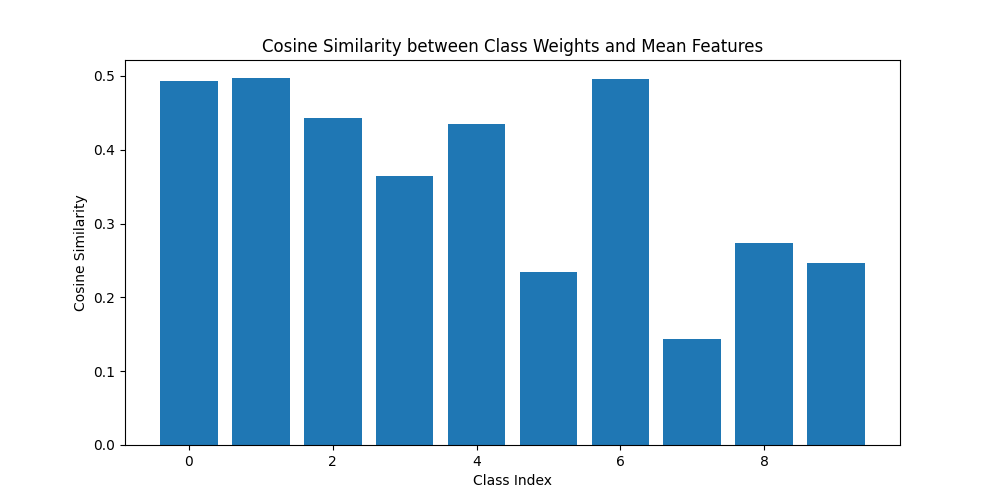 Cosine Similarity between Class Weights and Mean Features
0.5
0.4
0.3
0.2
0.1
0.0
Cosine Similarity
0 2 4 6 8
Class Index